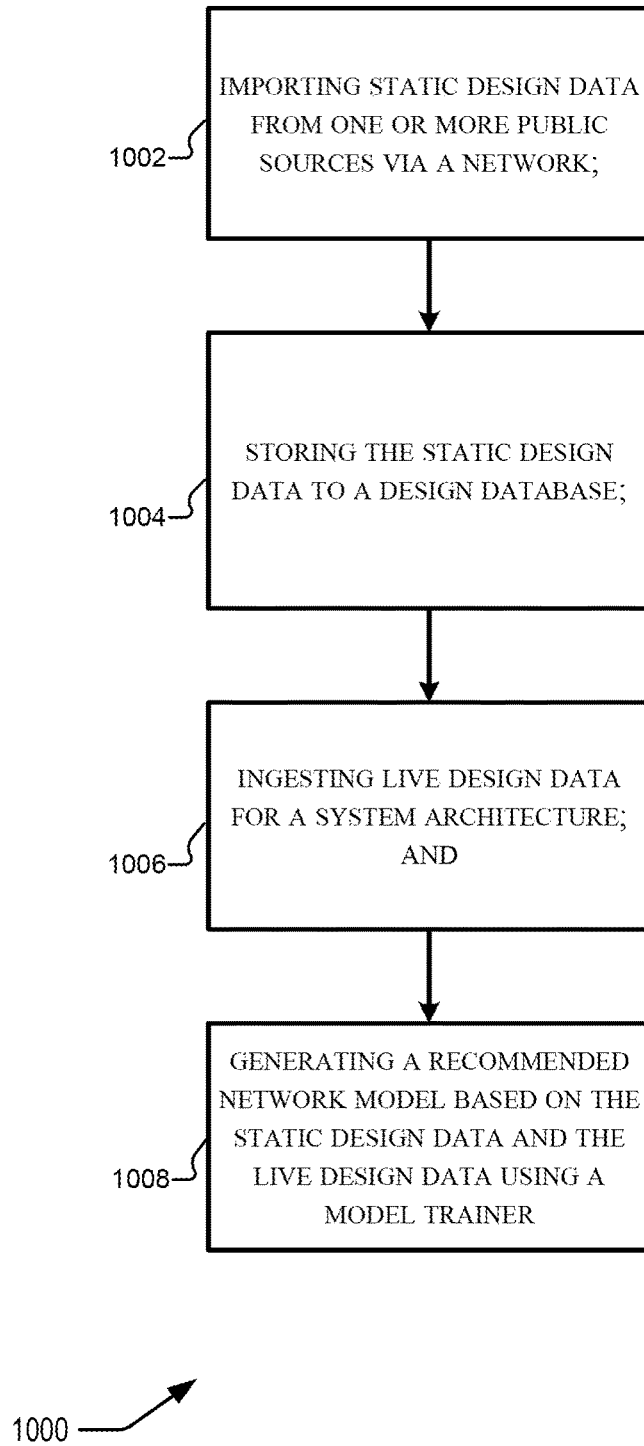 IMPORTING STATIC DESIGN DATA
FROM ONE OR MORE PUBLIC
SOURCES VIA A NETWORK;
1002
STORING THE STATIC DESIGN
DATA TO A DESIGN DATABASE;
1004
INGESTING LIVE DESIGN DATA
FOR A SYSTEM ARCHITECTURE;
AND
1006
GENERATING A RECOMMENDED
NETWORK MODEL BASED ON THE
STATIC DESIGN DATA AND THE
LIVE DESIGN DATA USING A
MODEL TRAINER
1008
1000